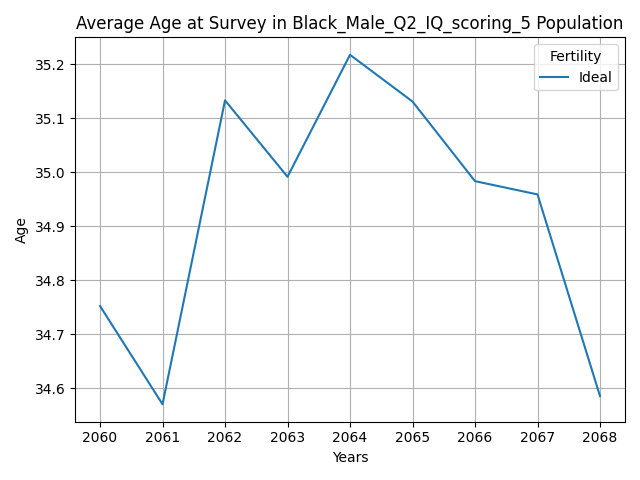 Average Age at Survey in Black_Male_Q2_IQ_scoring_5 Population
Fertility
Ideal
35.2
35.1
35.0
34.9
34.8
34.7
34.6
Age
2060 2061 2062 2063 2064 2065 2066 2067 2068
Years